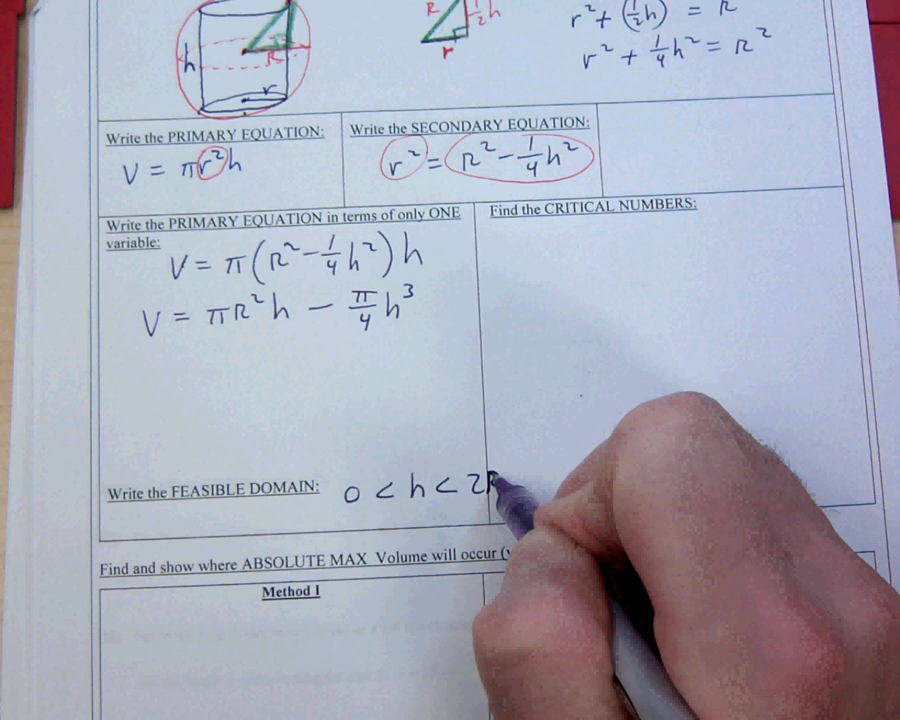 h
R
r
R
½h
r
r² + (½h) = R
r² + ¼h² = R²
Write the PRIMARY EQUATION:
V = πr²h
Write the SECONDARY EQUATION:
r² = R² - ¼h²
Write the PRIMARY EQUATION in terms of only ONE
variable:
V = π(R² - ¼h²)h
V = πR²h - π/4 h³
Find the CRITICAL NUMBERS:
Write the FEASIBLE DOMAIN: 0 < h < 2R
Find and show where ABSOLUTE MAX Volume will occur (
Method I